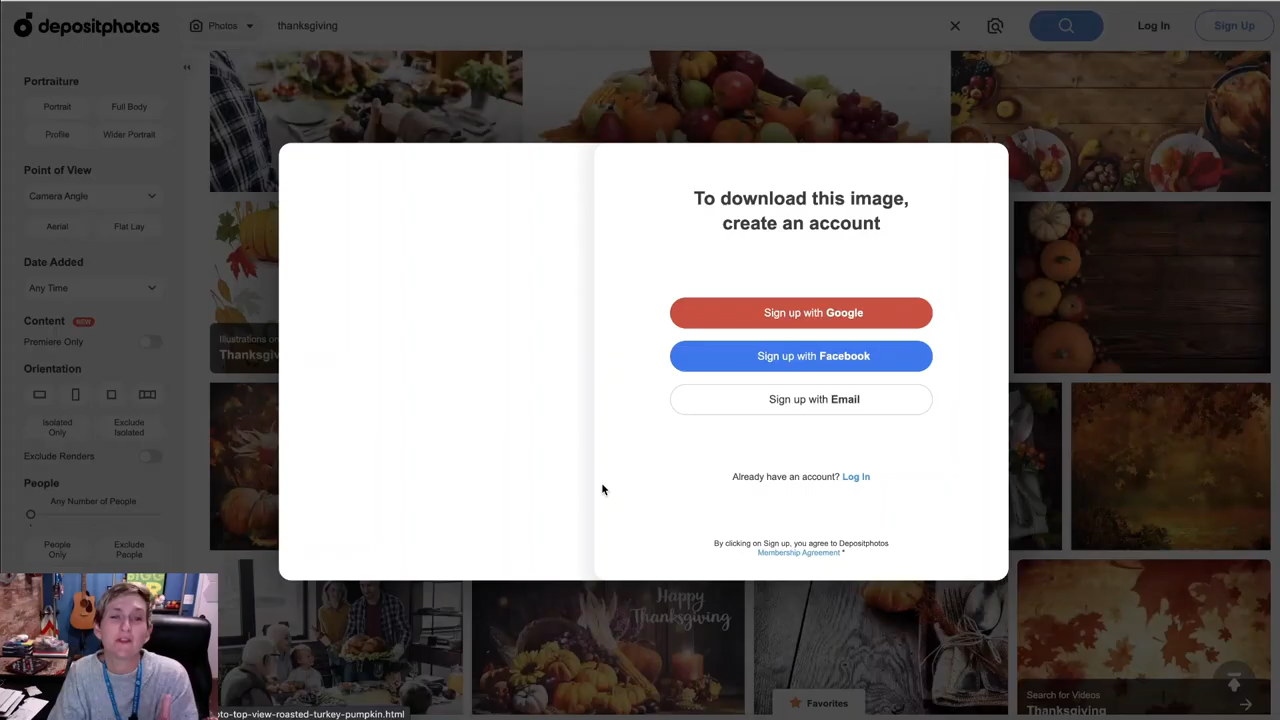 depositphotos
Photos
thanksgiving
Log In
Sign Up
Portraiture
Portrait
Full Body
Profile
Wider Portrait
Point of View
Camera Angle
Aerial
Flat Lay
Date Added
Any Time
Content NEW
Premiere Only
Orientation
Isolated
Only
Exclude
Isolated
Exclude Renders
People
Any Number of People
People
Only
Exclude
People
Illustrations on
Thanksgiv
To download this image,
create an account
Sign up with Google
Sign up with Facebook
Sign up with Email
Already have an account? Log In
By clicking on Sign up, you agree to Depositphotos
Membership Agreement *
Happy
Thanksgiving
Favorites
Search for Videos
Thanksgiving
oto-top-view-roasted-turkey-pumpkin.html